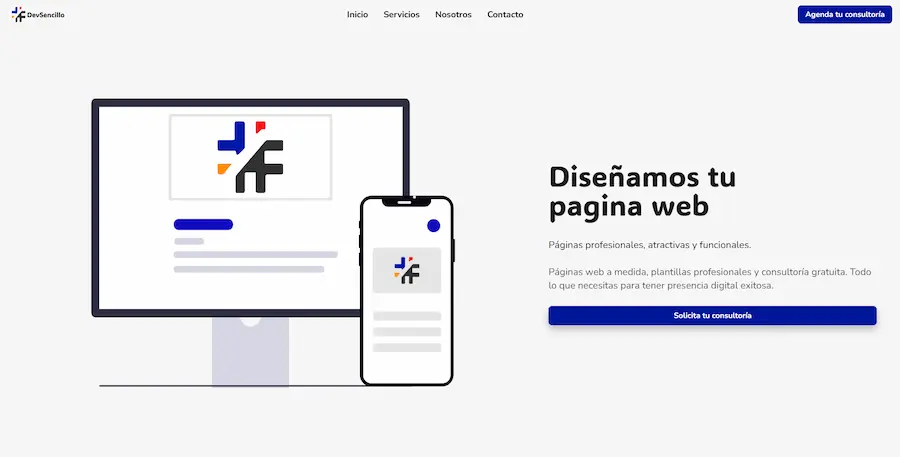 DevSencillo
Inicio
Servicios
Nosotros
Contacto
Agenda tu consultoría
Diseñamos tu
pagina web
Páginas profesionales, atractivas y funcionales.
Páginas web a medida, plantillas profesionales y consultoría gratuita. Todo
lo que necesitas para tener presencia digital exitosa.
Solicita tu consultoría